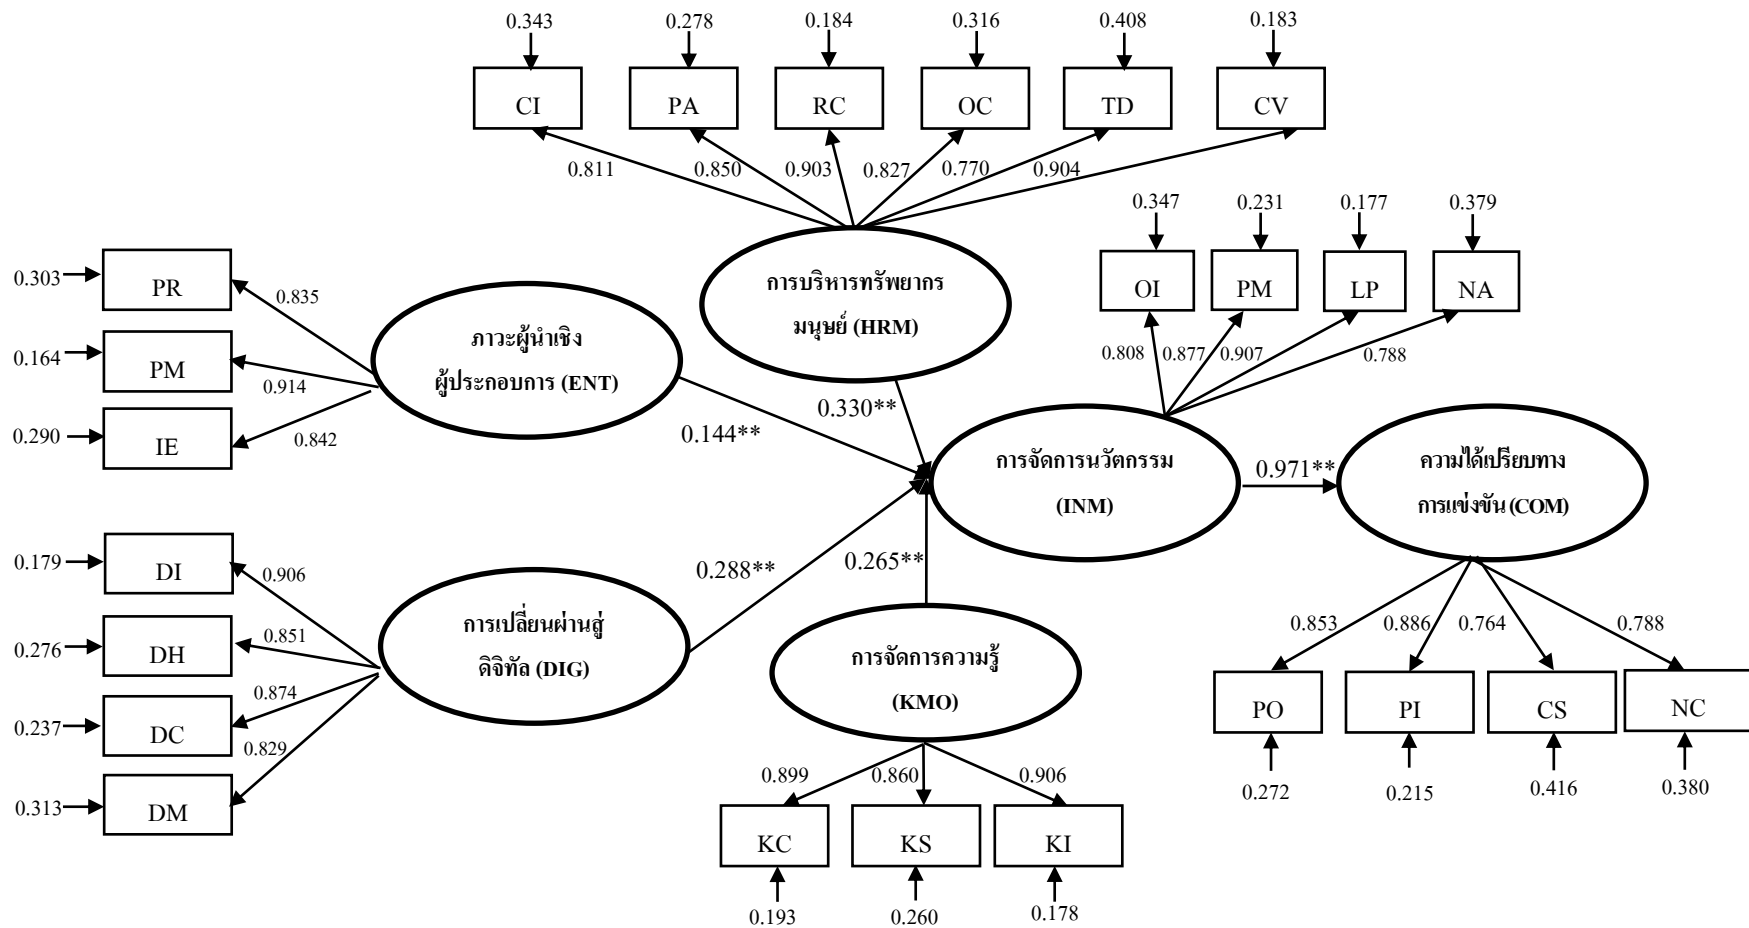 0.343 0.278 0.184 0.316 0.408 0.183
CI PA RC OC TD CV
0.811 0.850 0.903 0.827 0.770 0.904
0.347 0.231 0.177 0.379
OI PM LP NA
0.808 0.877 0.907 0.788
การบริหารทรัพยากร
มนุษย์ (HRM)
0.303 PR 0.835
0.164 PM 0.914
0.290 IE 0.842
ภาวะผู้นำเชิง
ผู้ประกอบการ (ENT)
0.330**
0.144**
การจัดการนวัตกรรม
(INM)
0.971**
ความได้เปรียบทาง
การแข่งขัน (COM)
0.179 DI 0.906
0.276 DH 0.851
0.237 DC 0.874
0.313 DM 0.829
การเปลี่ยนผ่านสู่
ดิจิทัล (DIG)
0.288**
0.265**
การจัดการความรู้
(KMO)
0.853 0.886 0.764 0.788
PO PI CS NC
0.272 0.215 0.416 0.380
0.899 0.860 0.906
KC KS KI
0.193 0.260 0.178